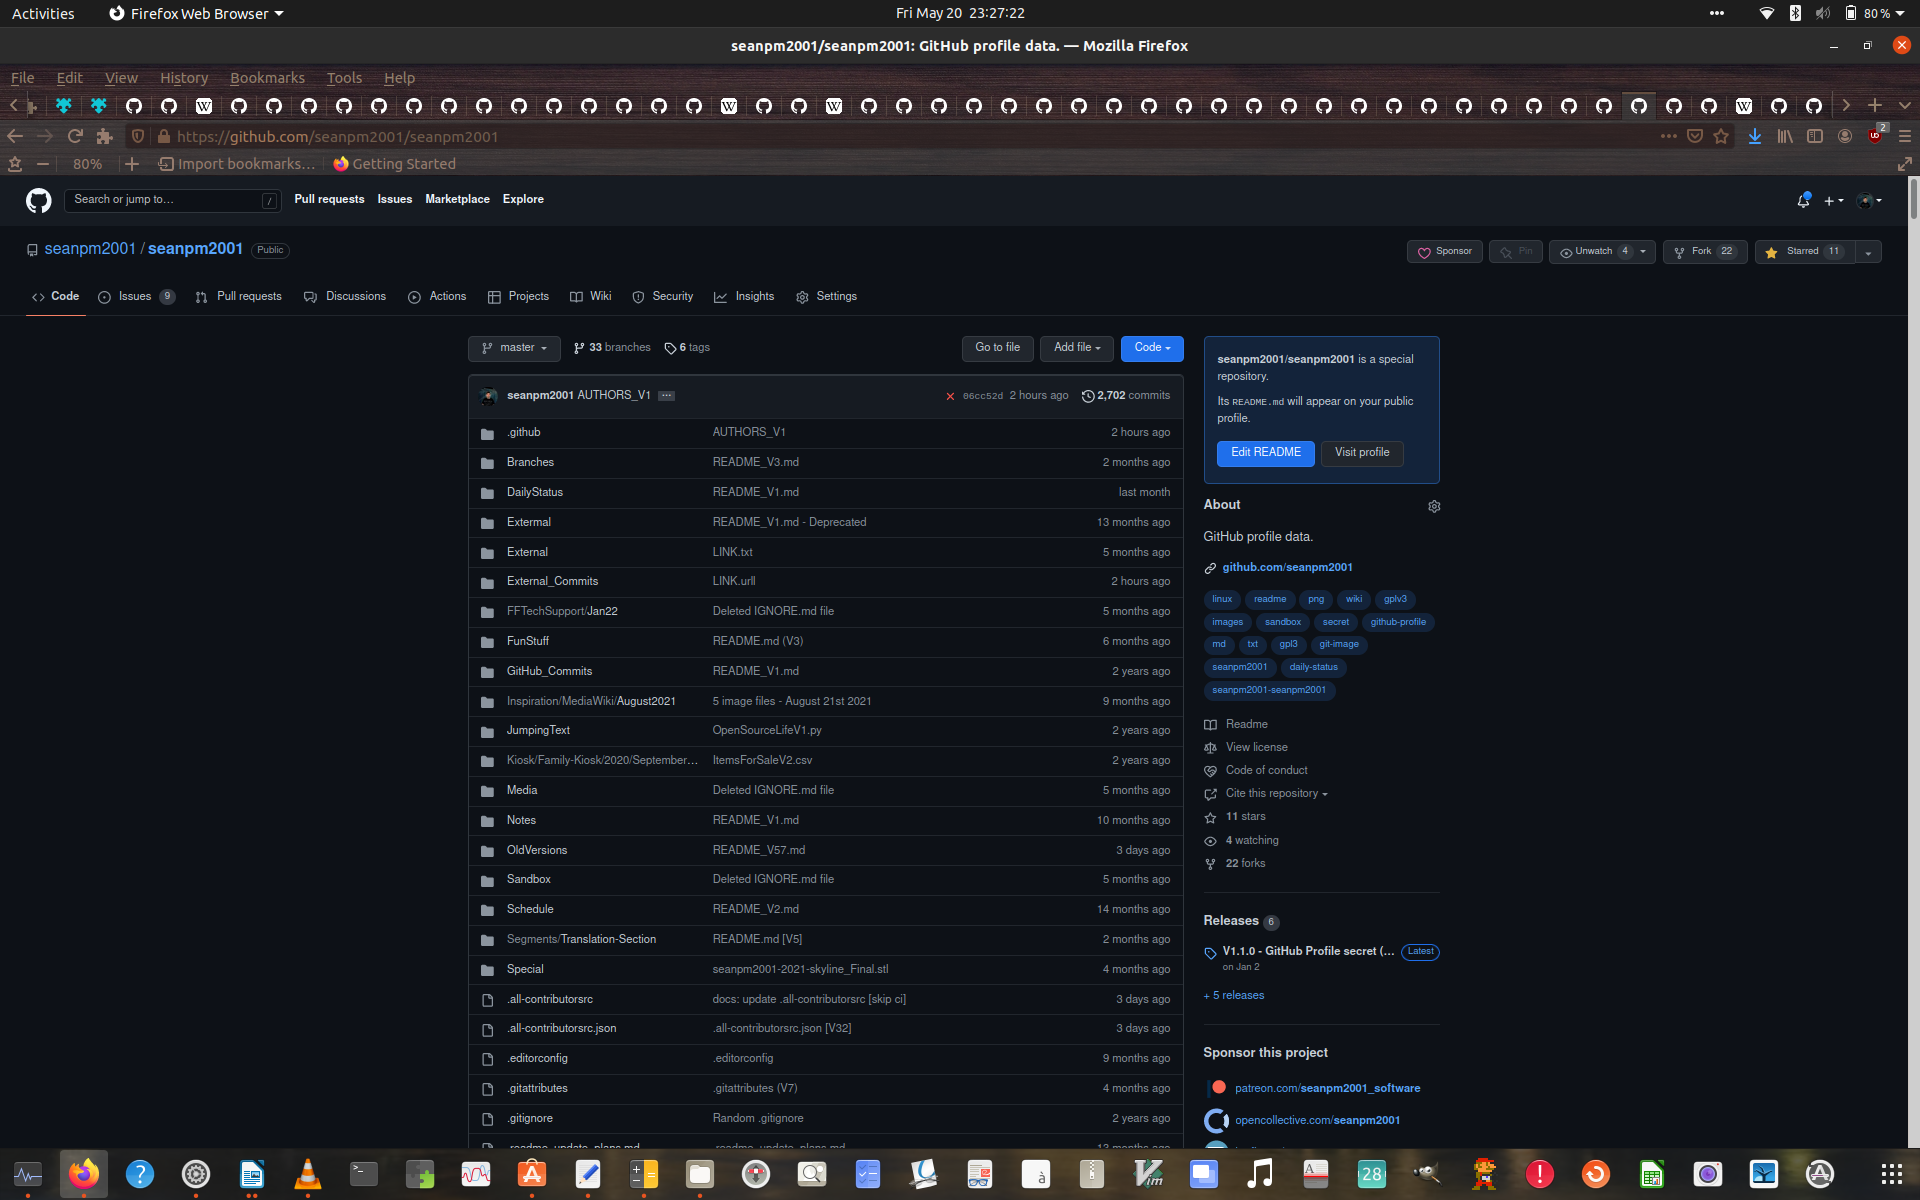 Activities Firefox Web Browser Fri May 20 23:27:22 80 %
seanpm2001/seanpm2001: GitHub profile data. — Mozilla Firefox
File Edit View History Bookmarks Tools Help
https://github.com/seanpm2001/seanpm2001 2
80% Import bookmarks... Getting Started
Search or jump to... / Pull requests Issues Marketplace Explore
seanpm2001 / seanpm2001 Public Sponsor Pin Unwatch 4 Fork 22 Starred 11
Code Issues 9 Pull requests Discussions Actions Projects Wiki Security Insights Settings
master 33 branches 6 tags Go to file Add file Code
seanpm2001 AUTHORS_V1 ... 06cc52d 2 hours ago 2,702 commits
.github AUTHORS_V1 2 hours ago
Branches README_V3.md 2 months ago
DailyStatus README_V1.md last month
Extermal README_V1.md - Deprecated 13 months ago
External LINK.txt 5 months ago
External_Commits LINK.urll 2 hours ago
FFTechSupport/Jan22 Deleted IGNORE.md file 5 months ago
FunStuff README.md (V3) 6 months ago
GitHub_Commits README_V1.md 2 years ago
Inspiration/MediaWiki/August2021 5 image files - August 21st 2021 9 months ago
JumpingText OpenSourceLifeV1.py 2 years ago
Kiosk/Family-Kiosk/2020/September... ItemsForSaleV2.csv 2 years ago
Media Deleted IGNORE.md file 5 months ago
Notes README_V1.md 10 months ago
OldVersions README_V57.md 3 days ago
Sandbox Deleted IGNORE.md file 5 months ago
Schedule README_V2.md 14 months ago
Segments/Translation-Section README.md [V5] 2 months ago
Special seanpm2001-2021-skyline_Final.stl 4 months ago
.all-contributorsrc docs: update .all-contributorsrc [skip ci] 3 days ago
.all-contributorsrc.json .all-contributorsrc.json [V32] 3 days ago
.editorconfig .editorconfig 9 months ago
.gitattributes .gitattributes (V7) 4 months ago
.gitignore Random .gitignore 2 years ago
seanpm2001/seanpm2001 is a special
repository.
Its README.md will appear on your public
profile.
Edit README Visit profile
About
GitHub profile data.
github.com/seanpm2001
linux readme png wiki gplv3
images sandbox secret github-profile
md txt gpl3 git-image
seanpm2001 daily-status
seanpm2001-seanpm2001
Readme
View license
Code of conduct
Cite this repository
11 stars
4 watching
22 forks
Releases 6
V1.1.0 - GitHub Profile secret (... Latest
on Jan 2
+ 5 releases
Sponsor this project
patreon.com/seanpm2001_software
opencollective.com/seanpm2001
28